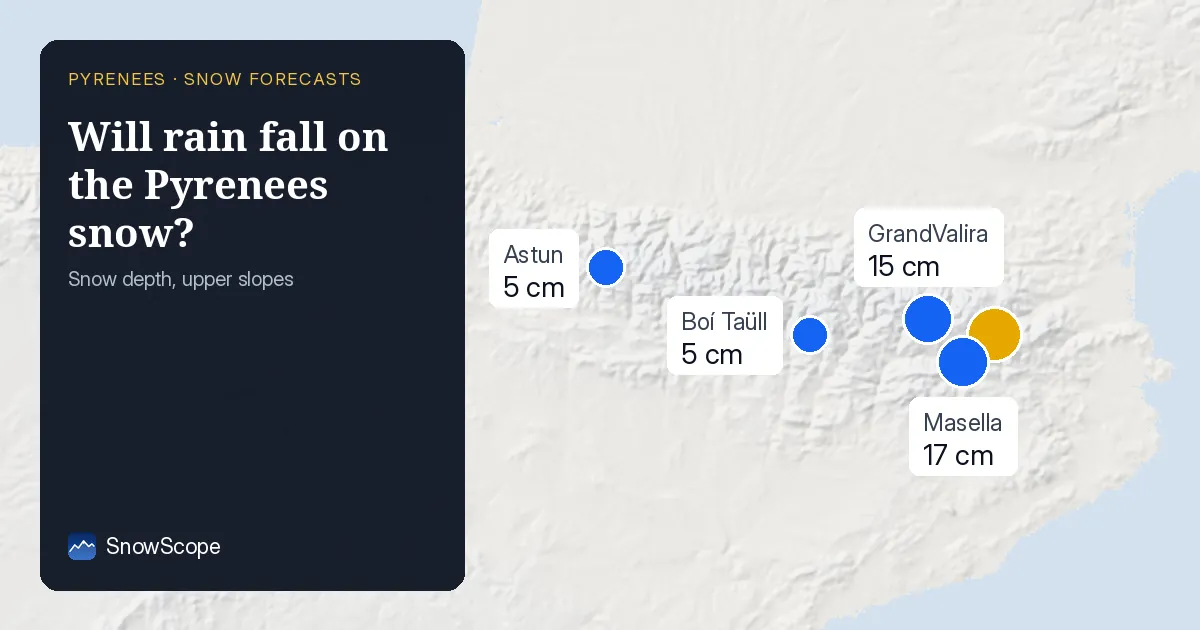 PYRENEES · SNOW FORECASTS
Will rain fall on
the Pyrenees
snow?
Snow depth, upper slopes
SnowScope
Astun
5 cm
Boí Taüll
5 cm
GrandValira
15 cm
Masella
17 cm